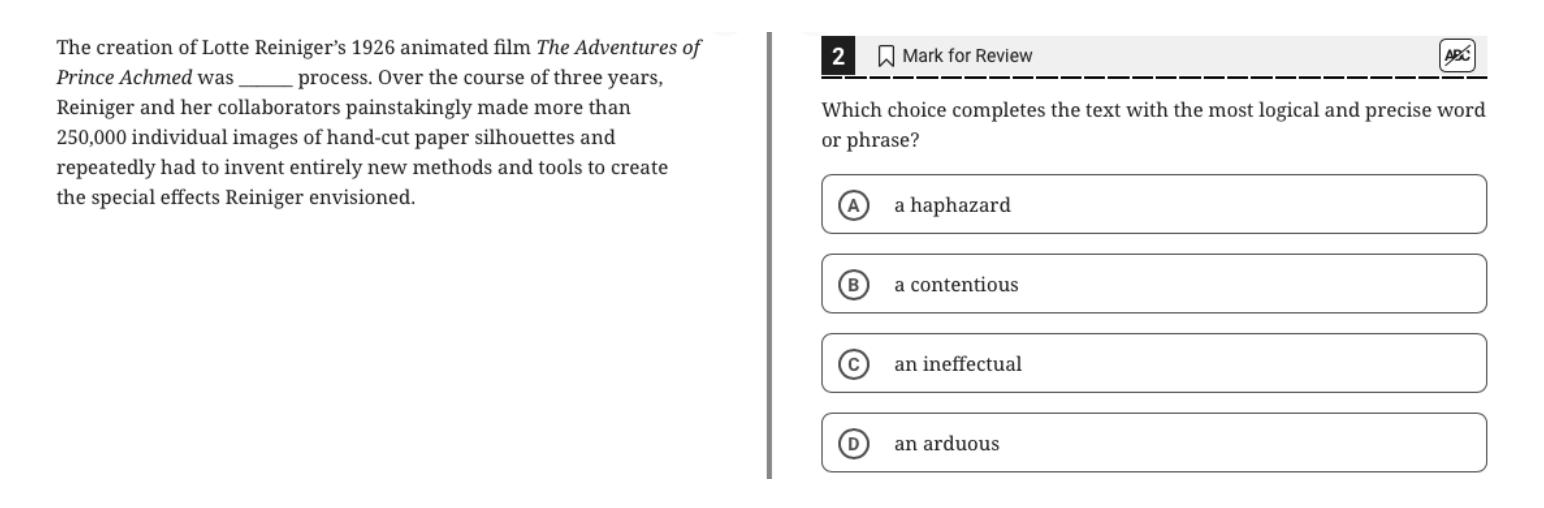 The creation of Lotte Reiniger’s 1926 animated film The Adventures of
Prince Achmed was ______ process. Over the course of three years,
Reiniger and her collaborators painstakingly made more than
250,000 individual images of hand-cut paper silhouettes and
repeatedly had to invent entirely new methods and tools to create
the special effects Reiniger envisioned.
2 Mark for Review ABC
Which choice completes the text with the most logical and precise word
or phrase?
A a haphazard
B a contentious
C an ineffectual
D an arduous